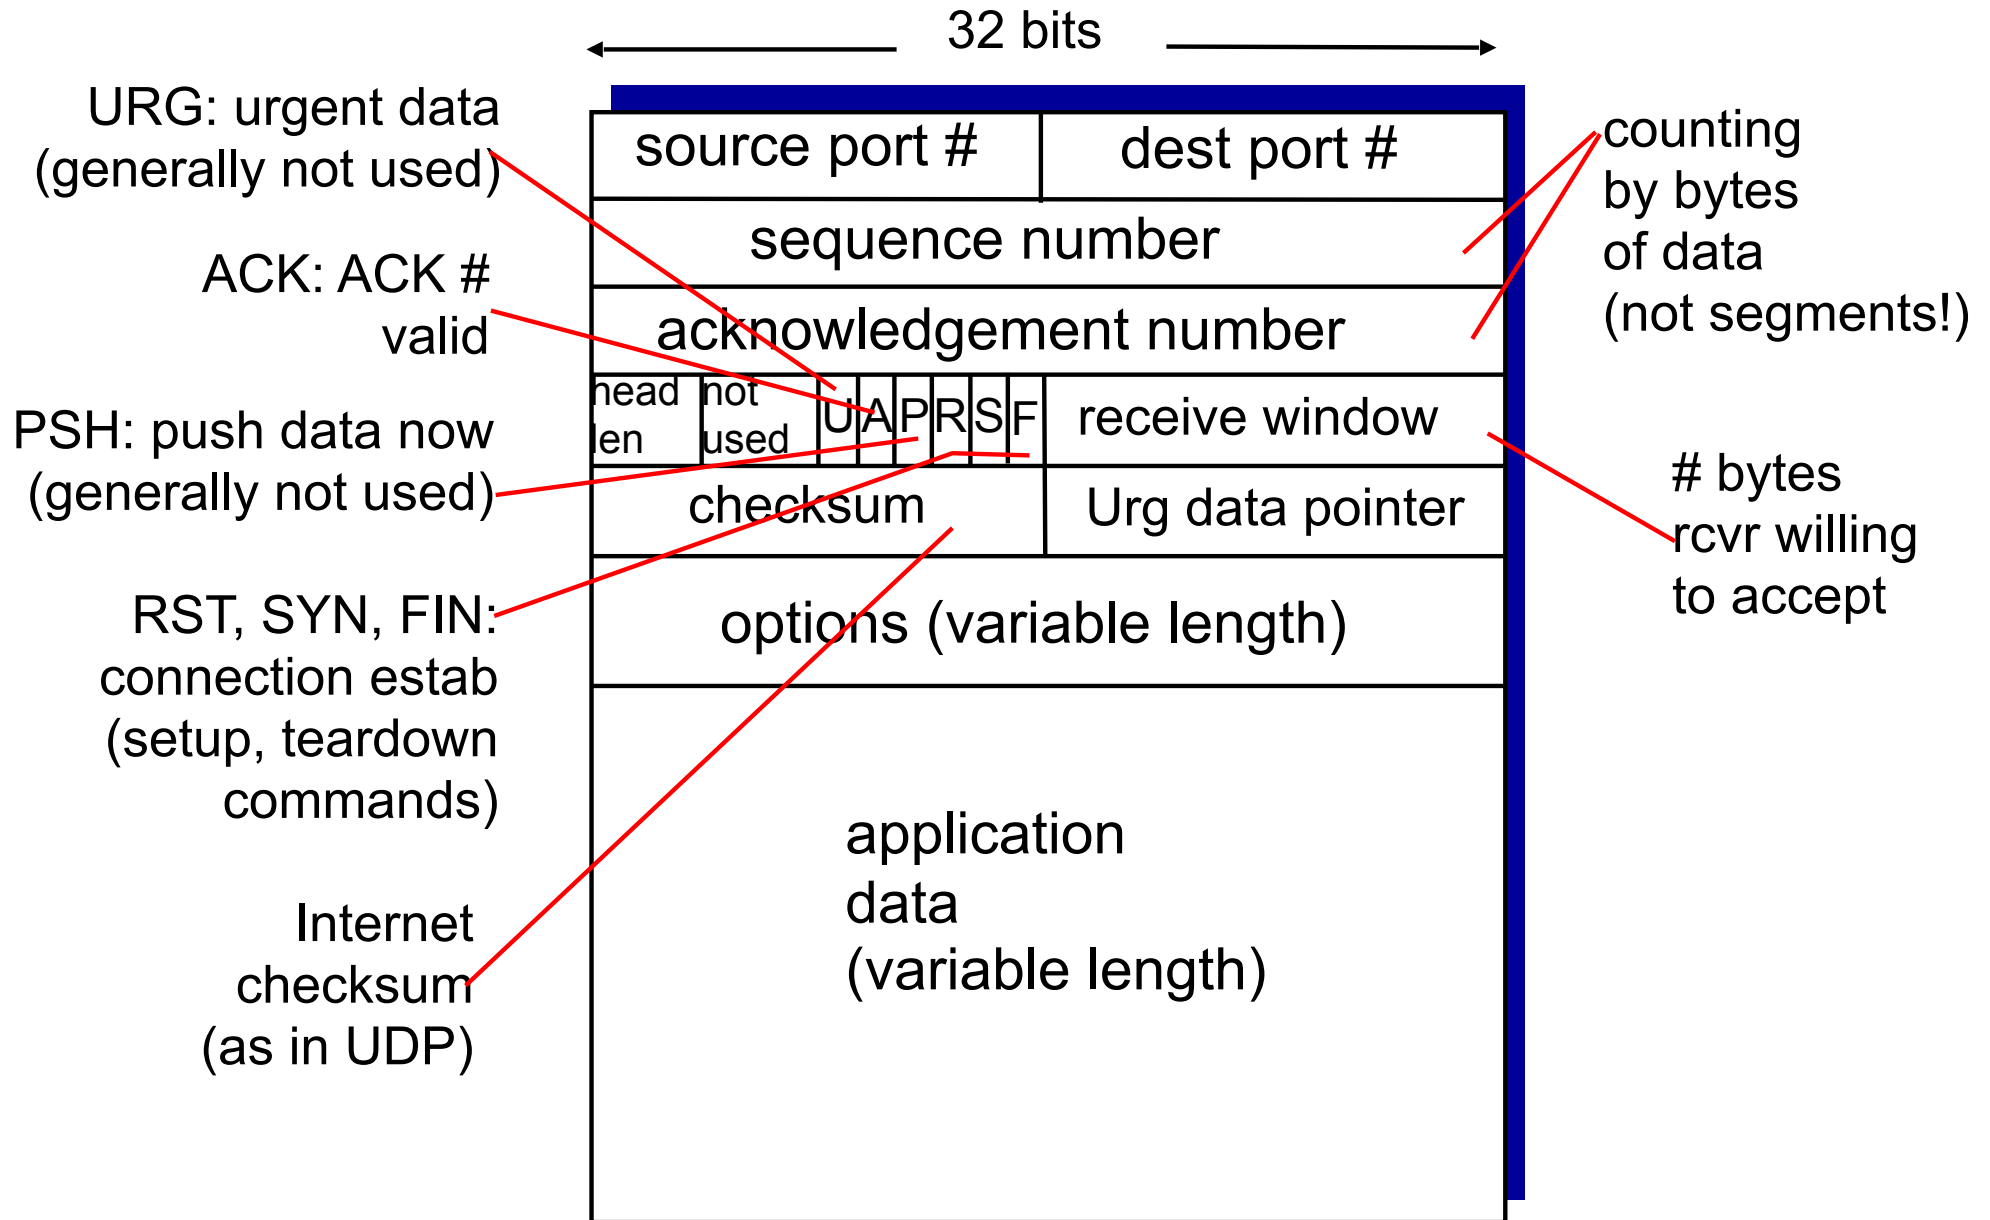 32 bits
URG: urgent data
(generally not used)
ACK: ACK #
valid
PSH: push data now
(generally not used)
RST, SYN, FIN:
connection estab
(setup, teardown
commands)
Internet
checksum
(as in UDP)
source port # dest port #
sequence number
acknowledgement number
head not U A P R S F receive window
len used
checksum Urg data pointer
options (variable length)
application
data
(variable length)
counting
by bytes
of data
(not segments!)
# bytes
rcvr willing
to accept